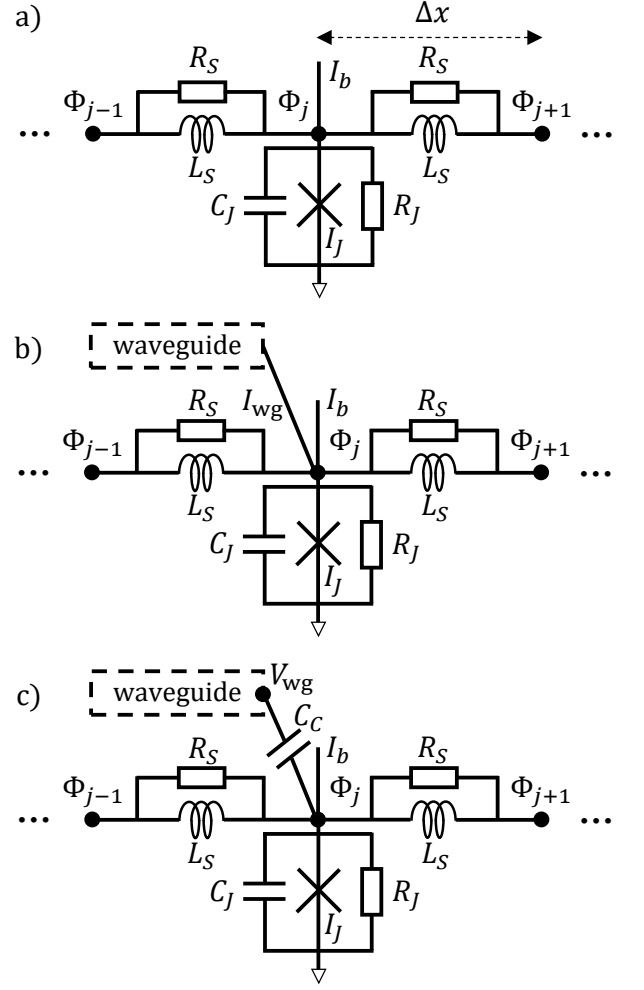 a)
Δx
R_S
I_b
R_S
Φ_{j−1}
Φ_j
Φ_{j+1}
...
...
L_S
L_S
C_J
R_J
I_J
b)
waveguide
I_wg
R_S
I_b
R_S
Φ_{j−1}
Φ_j
Φ_{j+1}
...
...
L_S
L_S
C_J
R_J
I_J
c)
waveguide
V_wg
C_C
R_S
I_b
R_S
Φ_{j−1}
Φ_j
Φ_{j+1}
...
...
L_S
L_S
C_J
R_J
I_J